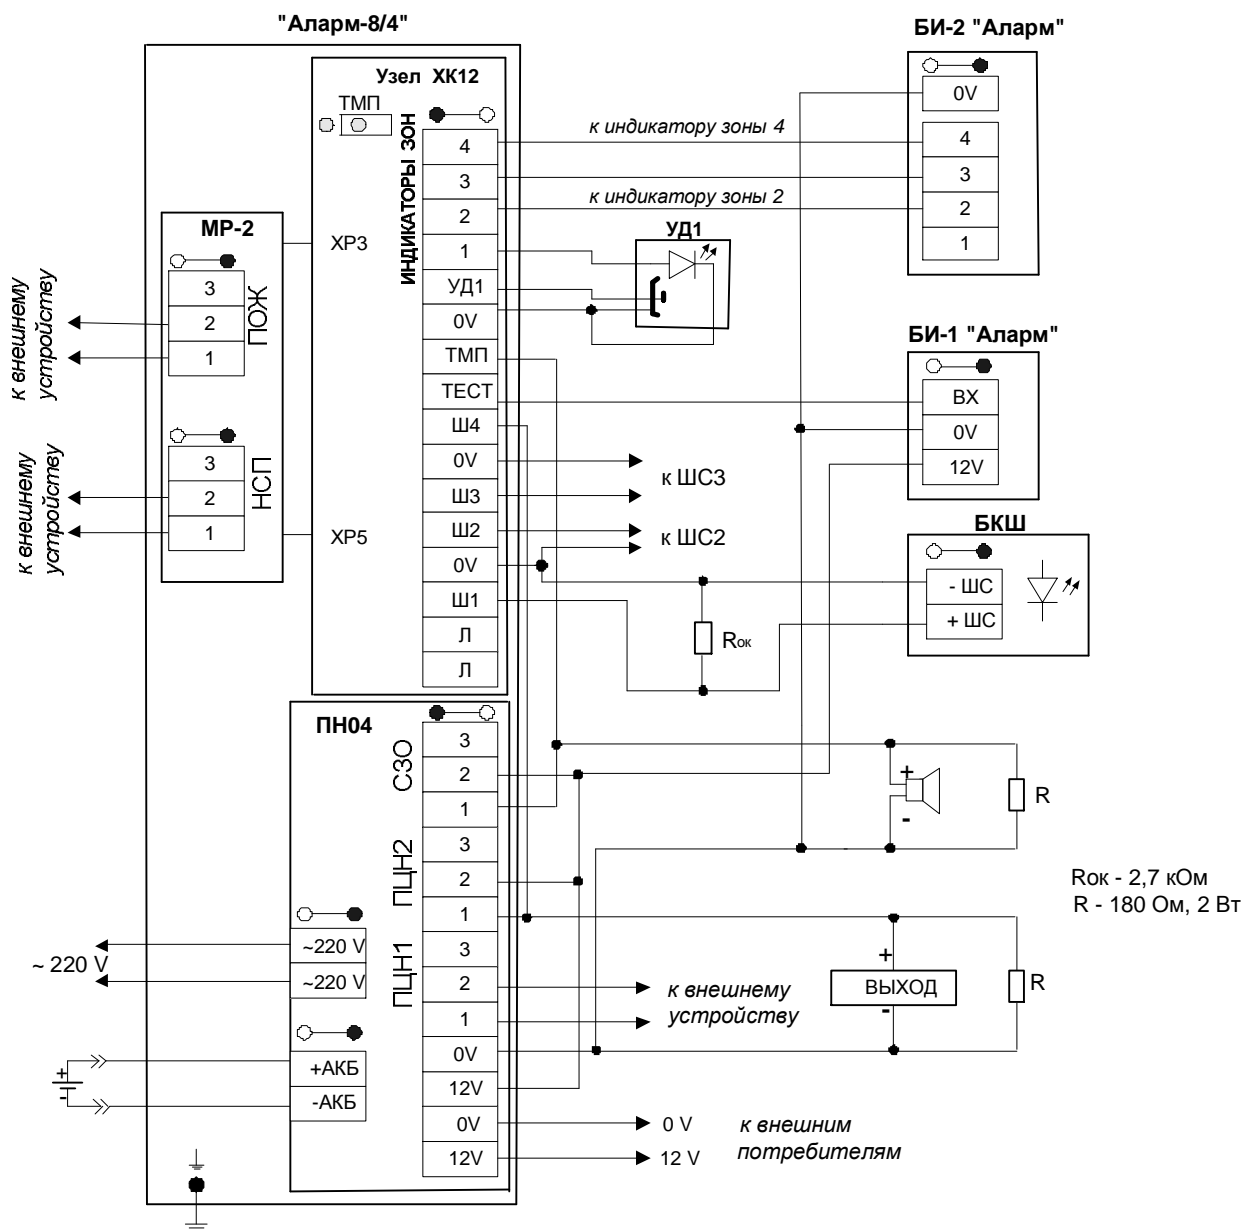 "Аларм-8/4"
БИ-2 "Аларм"
Узел ХК12
ТМП
ИНДИКАТОРЫ ЗОН
4
3
2
1
УД1
0V
ТМП
ТЕСТ
Ш4
0V
Ш3
Ш2
0V
Ш1
Л
Л
ХР3
ХР5
к индикатору зоны 4
к индикатору зоны 2
0V
4
3
2
1
УД1
МР-2
3
2
1
ПОЖ
3
2
1
НСП
к внешнему
устройству
к внешнему
устройству
БИ-1 "Аларм"
ВХ
0V
12V
к ШС3
к ШС2
БКШ
- ШС
+ ШС
Rок
ПН04
СЗО
3
2
1
ПЦН2
3
2
1
ПЦН1
3
2
1
0V
12V
0V
12V
+
-
R
Rок - 2,7 кОм
R - 180 Ом, 2 Вт
~220 V
~220 V
~ 220 V
+АКБ
-АКБ
+
-
к внешнему
устройству
+
ВЫХОД
-
R
0 V
12 V
к внешним
потребителям